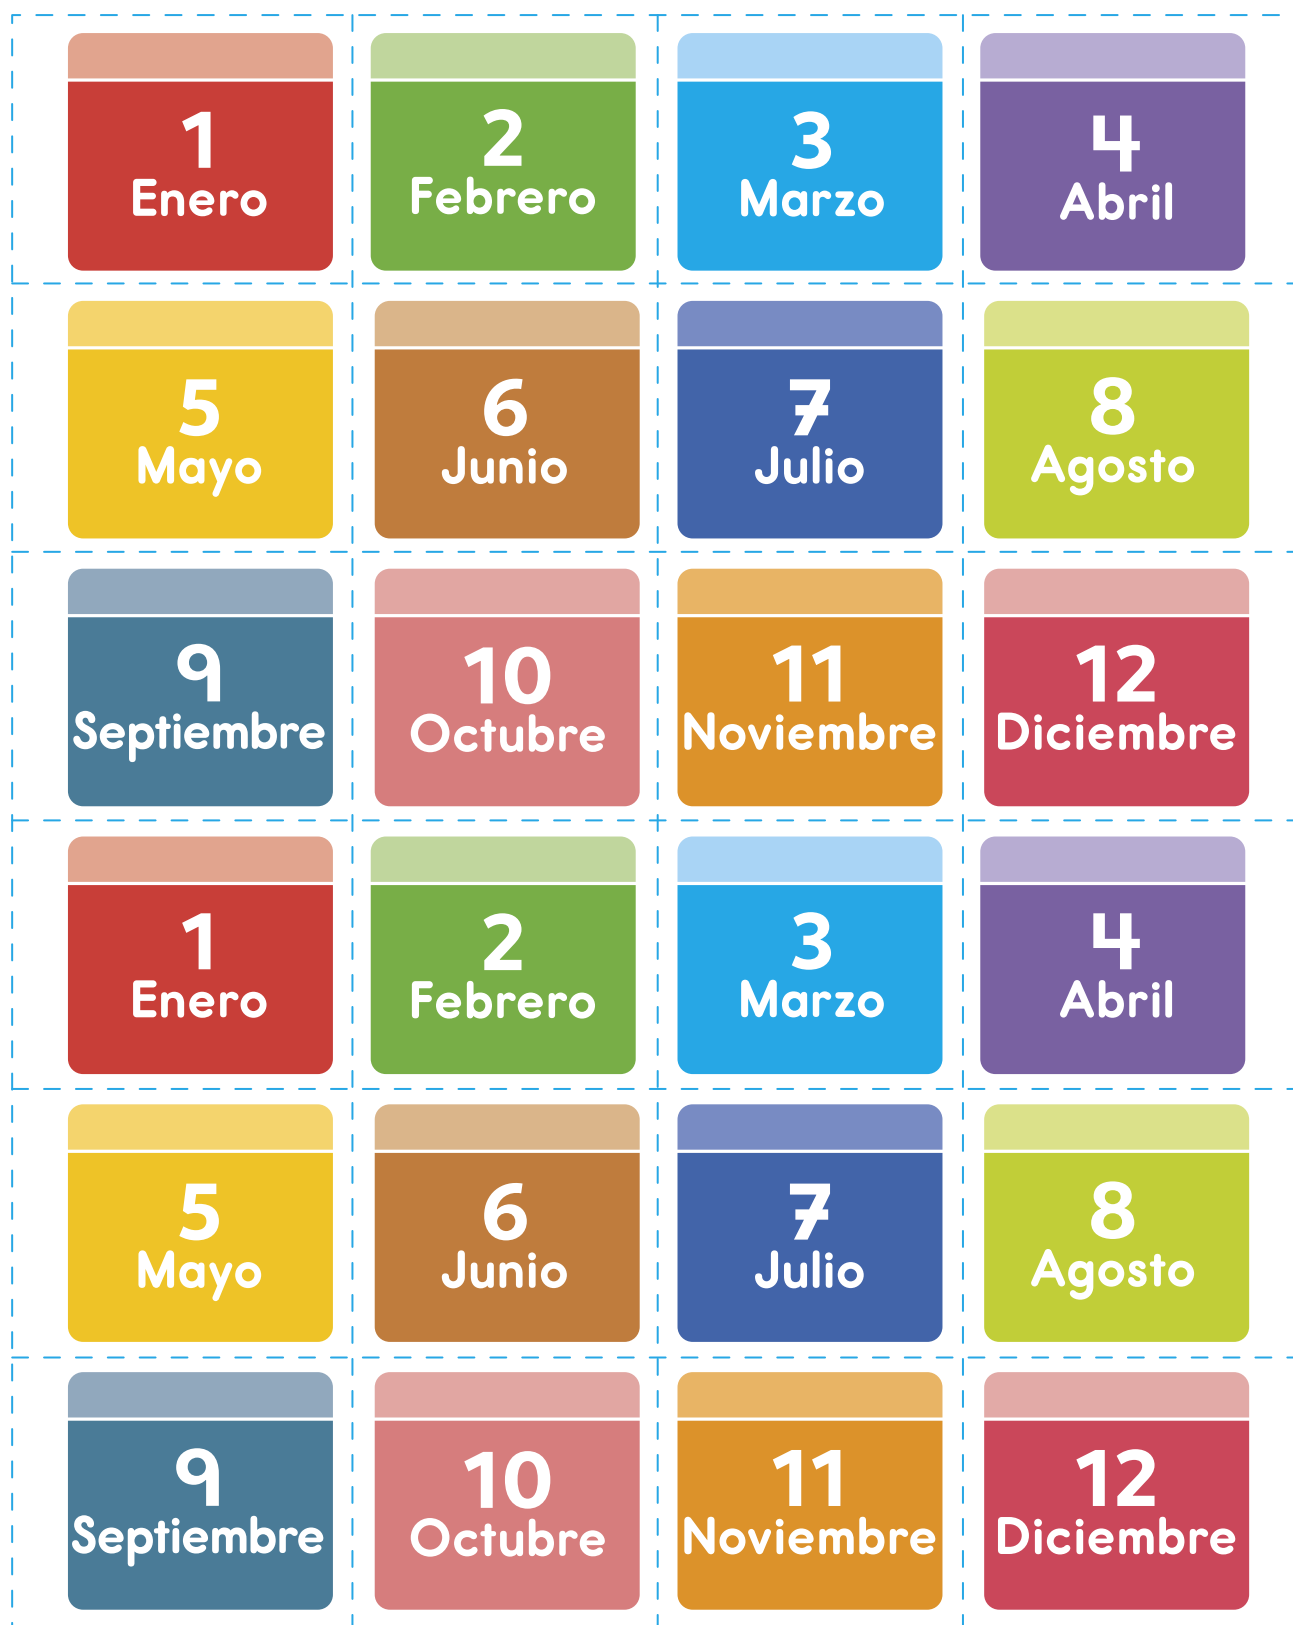 1
Enero
2
Febrero
3
Marzo
4
Abril
5
Mayo
6
Junio
7
Julio
8
Agosto
9
Septiembre
10
Octubre
11
Noviembre
12
Diciembre
1
Enero
2
Febrero
3
Marzo
4
Abril
5
Mayo
6
Junio
7
Julio
8
Agosto
9
Septiembre
10
Octubre
11
Noviembre
12
Diciembre